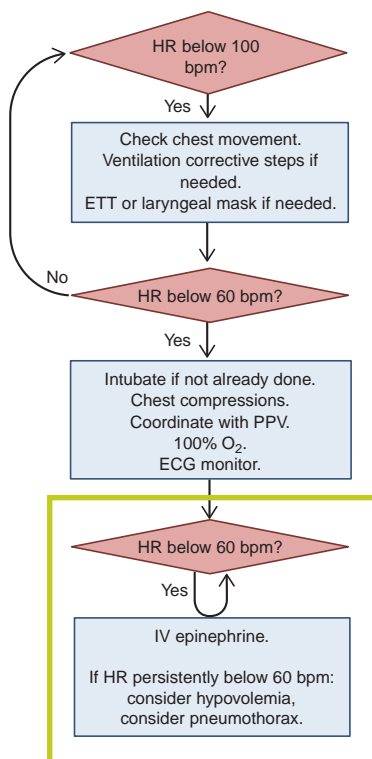 HR below 100
bpm?
Yes
Check chest movement.
Ventilation corrective steps if
needed.
ETT or laryngeal mask if needed.
No
HR below 60 bpm?
Yes
Intubate if not already done.
Chest compressions.
Coordinate with PPV.
100% O₂.
ECG monitor.
HR below 60 bpm?
Yes
IV epinephrine.
If HR persistently below 60 bpm:
consider hypovolemia,
consider pneumothorax.